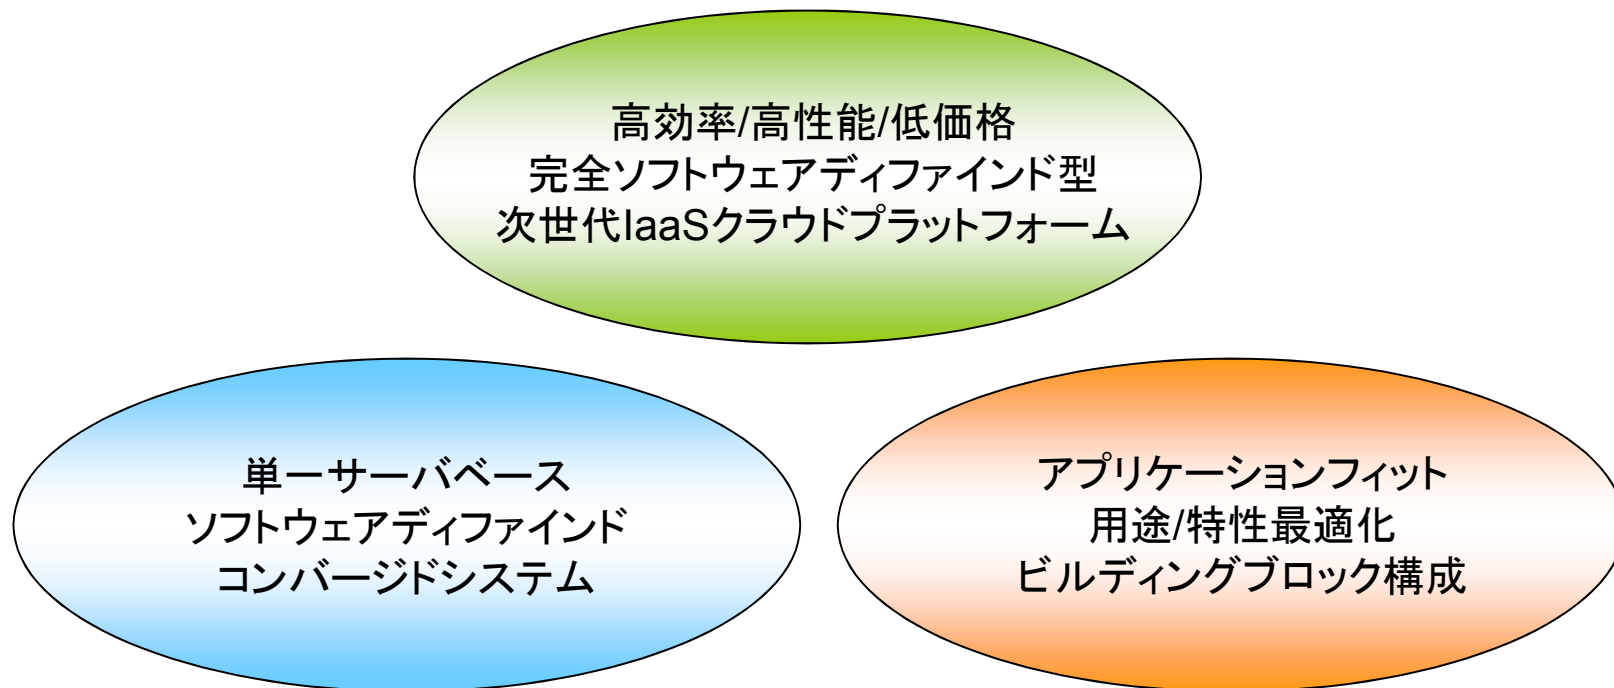 高効率/高性能/低価格
完全ソフトウェアディファインド型
次世代IaaSクラウドプラットフォーム
単一サーバベース
ソフトウェアディファインド
コンバージドシステム
アプリケーションフィット
用途/特性最適化
ビルディングブロック構成